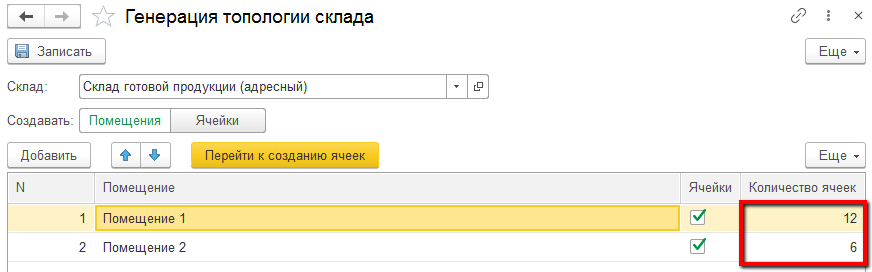 Генерация топологии склада
Записать Еще
Склад: Склад готовой продукции (адресный)
Создавать: Помещения Ячейки
Добавить Перейти к созданию ячеек Еще
N Помещение Ячейки Количество ячеек
1 Помещение 1 12
2 Помещение 2 6